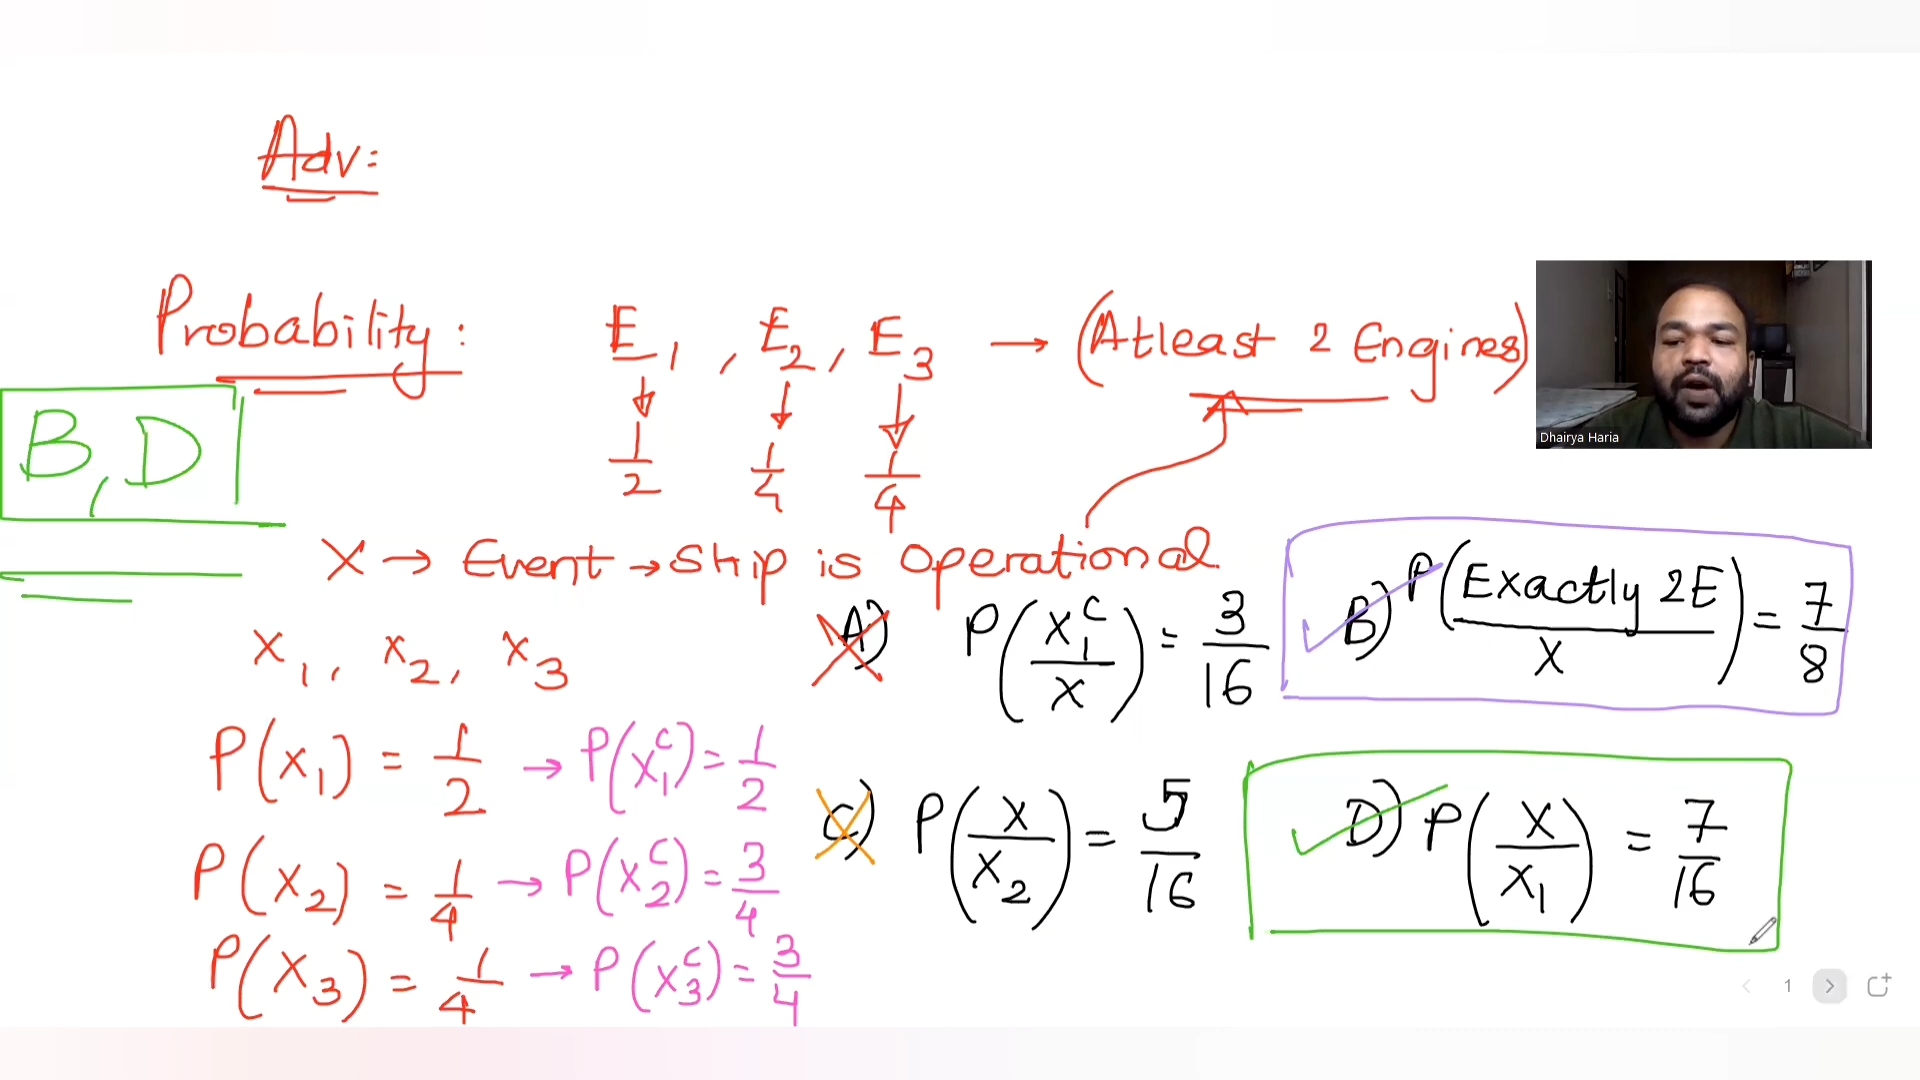 Adv:
Probability: E1, E2, E3 → (Atleast 2 Engines)
1/2 1/4 1/4
B, D
X → Event → Ship is Operational
X1, X2, X3
A) P(X1^c/X) = 3/16
B) P(Exactly 2E/X) = 7/8
P(X1) = 1/2 → P(X1^c) = 1/2
P(X2) = 1/4 → P(X2^c) = 3/4
P(X3) = 1/4 → P(X3^c) = 3/4
C) P(X/X2) = 5/16
D) P(X/X1) = 7/16
Dhairya Haria
1